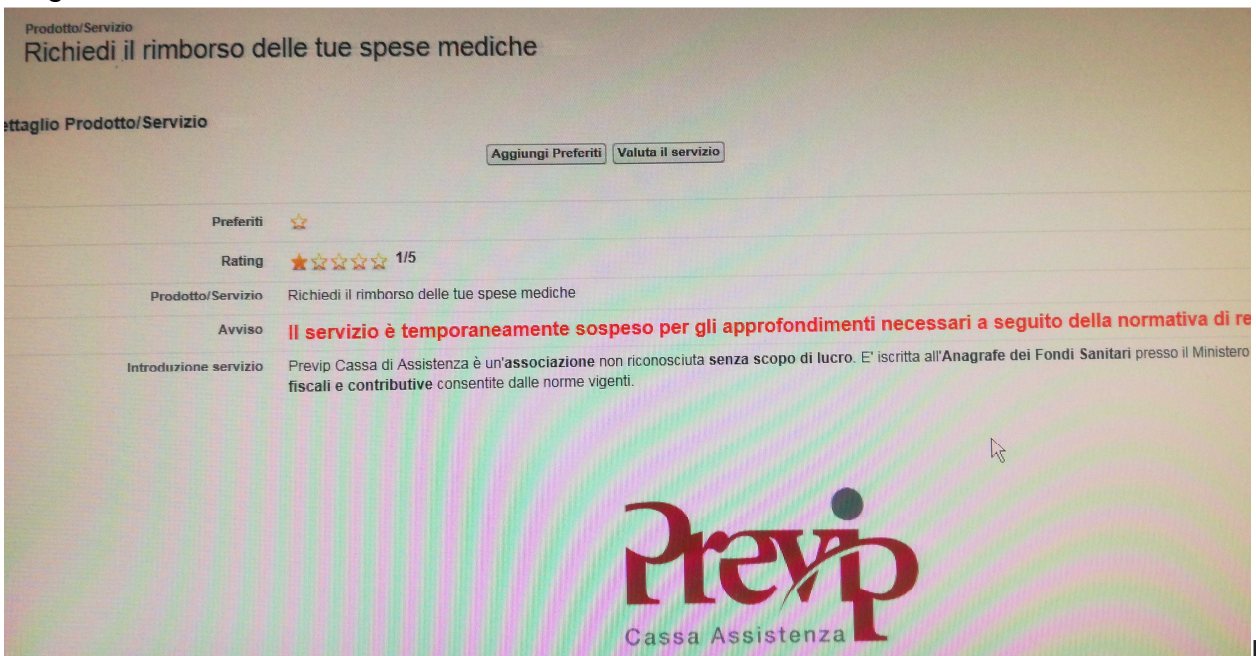 Prodotto/Servizio
Richiedi il rimborso delle tue spese mediche
ettaglio Prodotto/Servizio
Aggiungi Preferiti Valuta il servizio
Preferiti
Rating 1/5
Prodotto/Servizio Richiedi il rimborso delle tue spese mediche
Avviso Il servizio è temporaneamente sospeso per gli approfondimenti necessari a seguito della normativa di re
Introduzione servizio Previp Cassa di Assistenza è un'associazione non riconosciuta senza scopo di lucro. E' iscritta all'Anagrafe dei Fondi Sanitari presso il Ministero
fiscali e contributive consentite dalle norme vigenti.
Previp
Cassa Assistenza